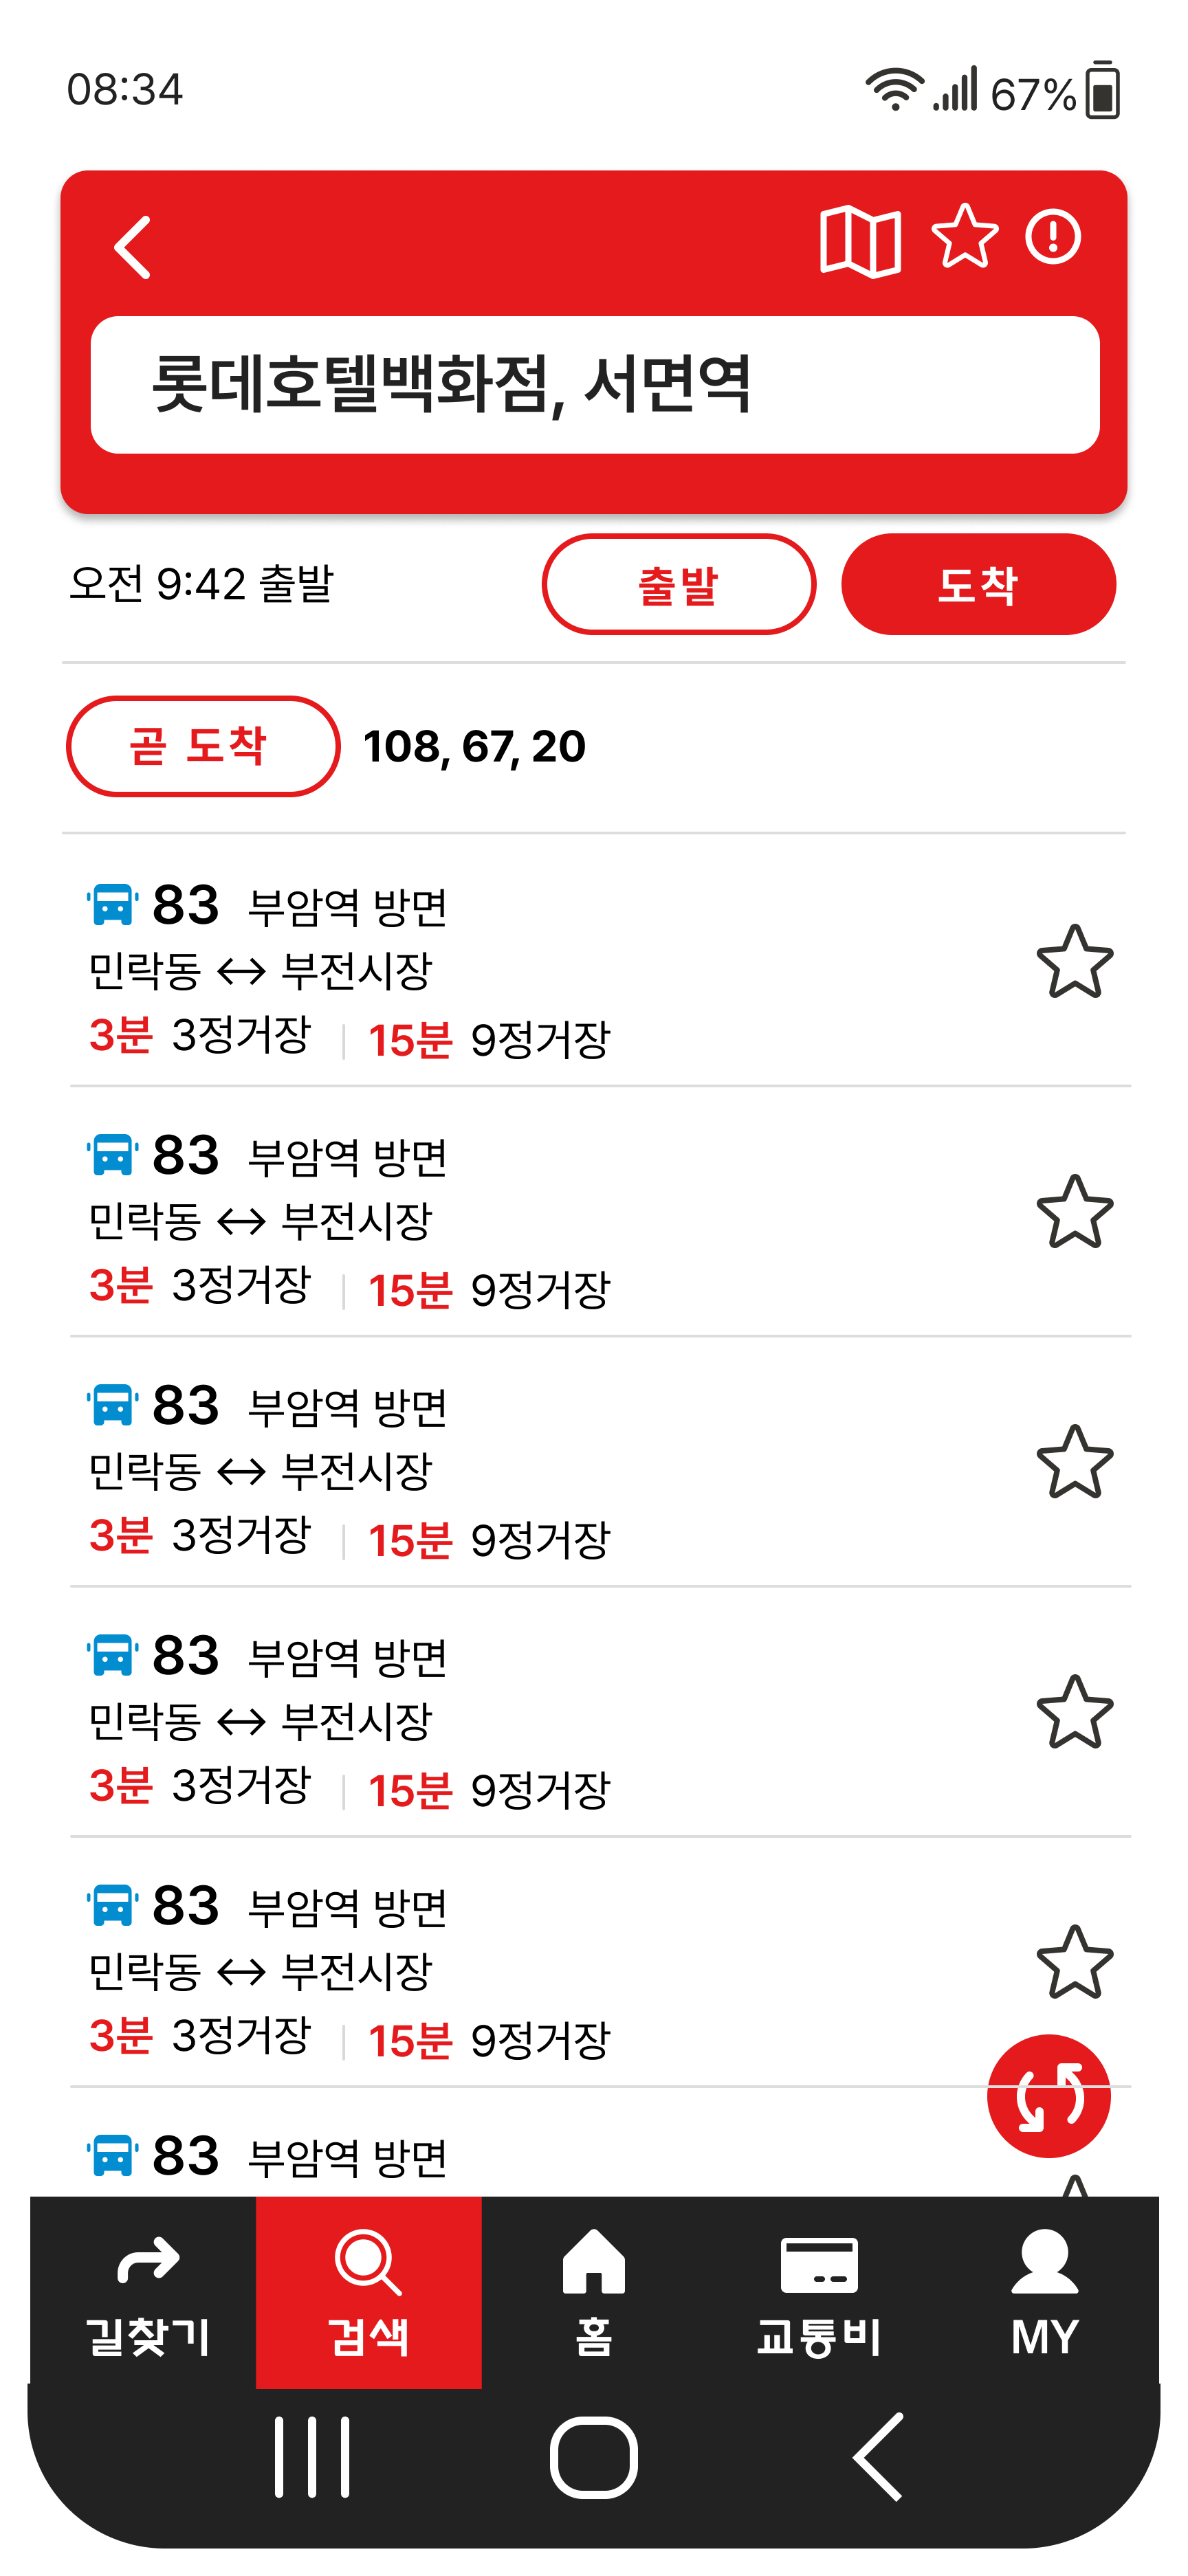 08:34 67%
롯데호텔백화점, 서면역
오전 9:42 출발 출발 도착
곧 도착 108, 67, 20
83 부암역 방면
민락동 ↔ 부전시장
3분 3정거장 | 15분 9정거장
83 부암역 방면
민락동 ↔ 부전시장
3분 3정거장 | 15분 9정거장
83 부암역 방면
민락동 ↔ 부전시장
3분 3정거장 | 15분 9정거장
83 부암역 방면
민락동 ↔ 부전시장
3분 3정거장 | 15분 9정거장
83 부암역 방면
민락동 ↔ 부전시장
3분 3정거장 | 15분 9정거장
83 부암역 방면
길찾기 검색 홈 교통비 MY